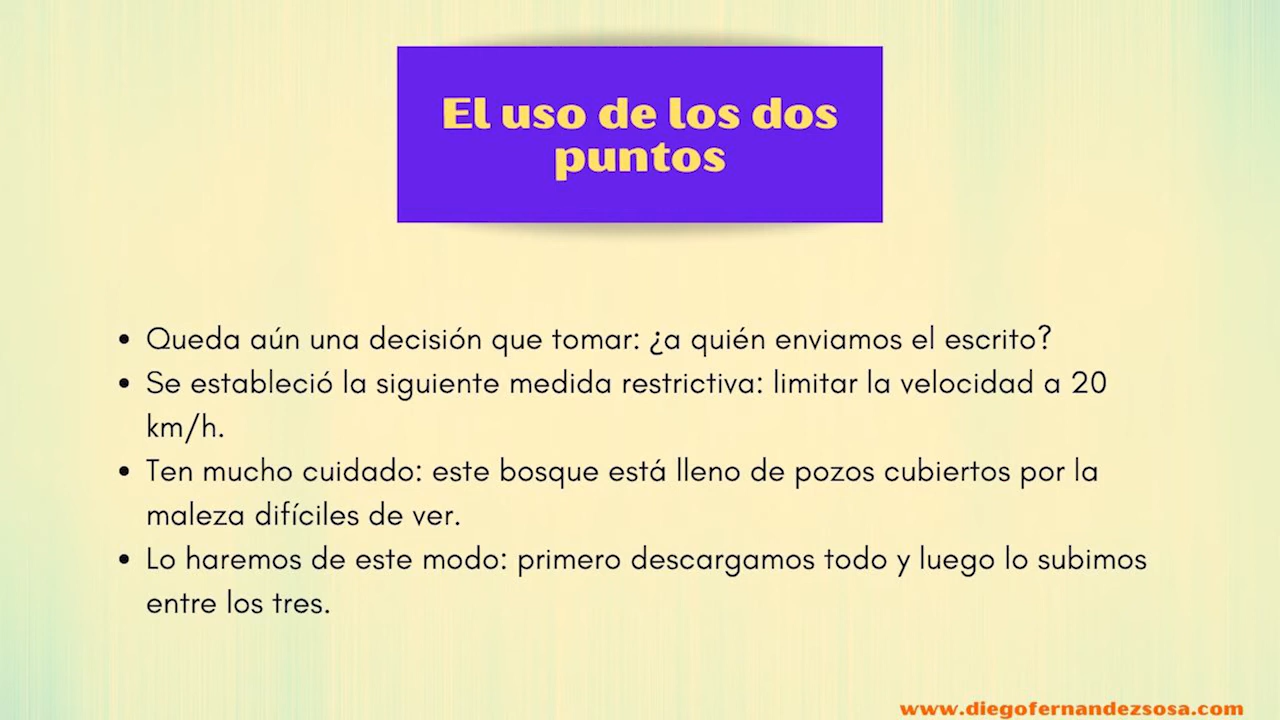 El uso de los dos
puntos
• Queda aún una decisión que tomar: ¿a quién enviamos el escrito?
• Se estableció la siguiente medida restrictiva: limitar la velocidad a 20
km/h.
• Ten mucho cuidado: este bosque está lleno de pozos cubiertos por la
maleza difíciles de ver.
• Lo haremos de este modo: primero descargamos todo y luego lo subimos
entre los tres.
www.diegofernandezsosa.com